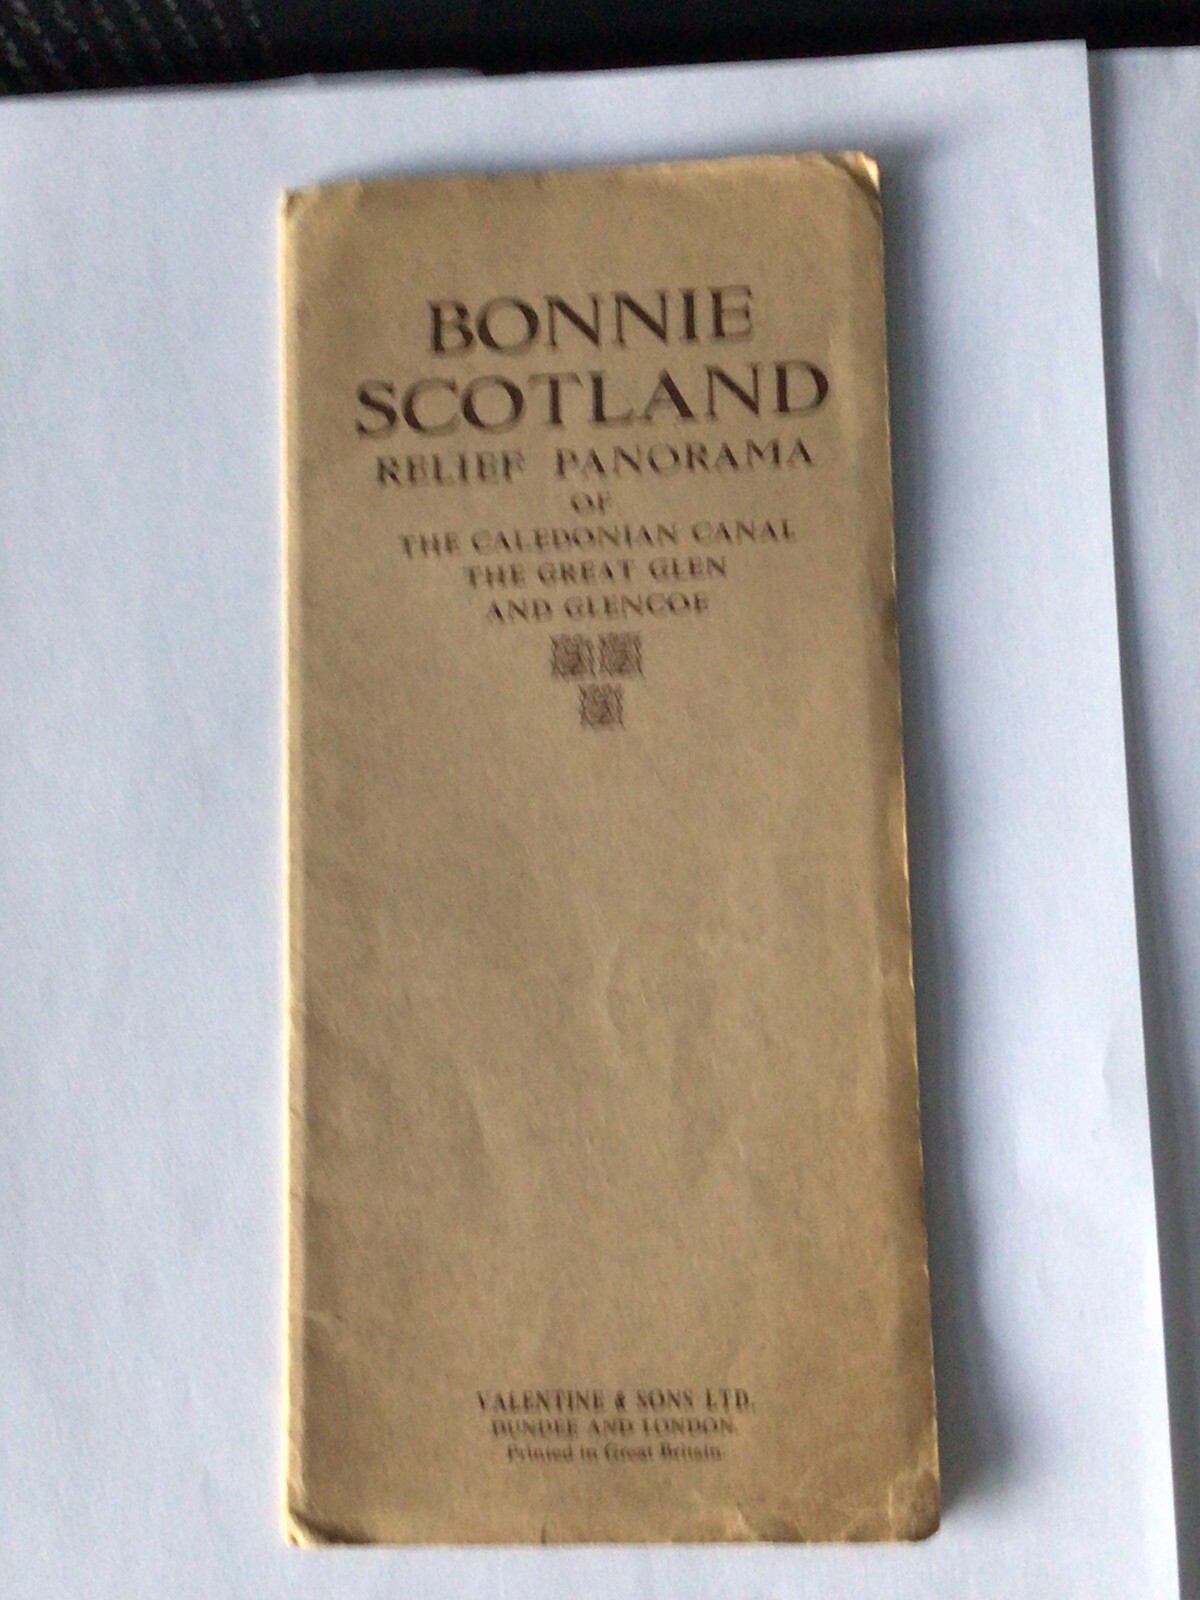 BONNIE
SCOTLAND
RELIEF PANORAMA
OF
THE CALEDONIAN CANAL
THE GREAT GLEN
AND GLENCOE
VALENTINE & SONS LTD.
DUNDEE AND LONDON.
Printed in Great Britain.